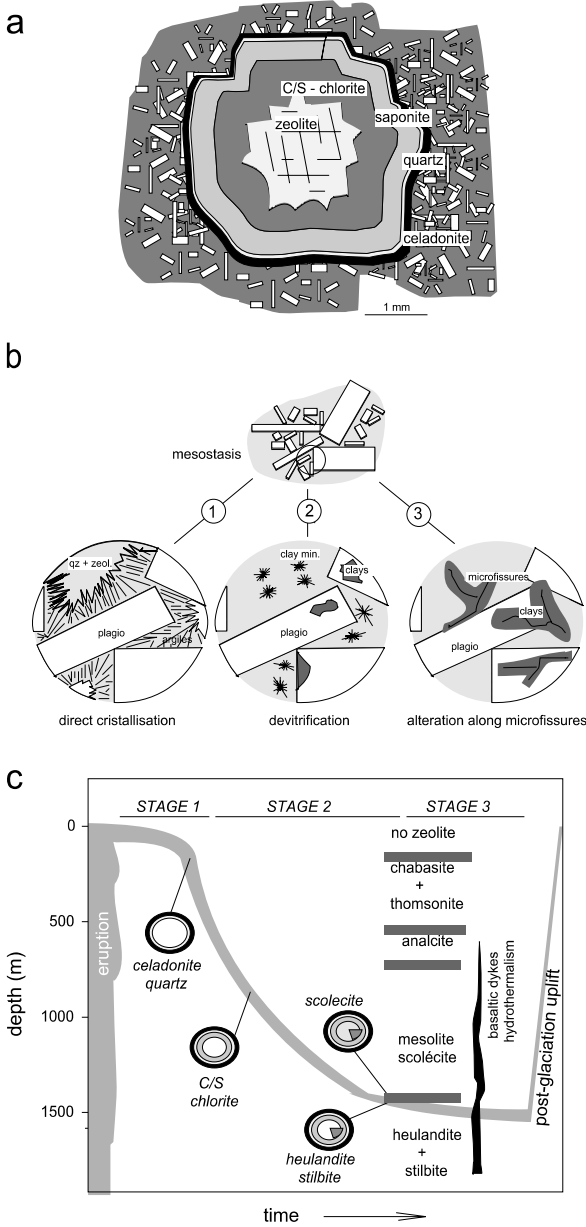 a
C/S - chlorite
zeolite
saponite
quartz
celadonite
1 mm
b
mesostasis
1
2
3
qz + zeol.
plagio
argiles
clay min.
clays
plagio
microfissures
clays
plagio
direct cristallisation
devitrification
alteration along microfissures
c
STAGE 1
STAGE 2
STAGE 3
0
500
1000
1500
depth (m)
eruption
celadonite
quartz
C/S
chlorite
scolecite
heulandite
stilbite
no zeolite
chabasite
+
thomsonite
analcite
mesolite
scolécite
heulandite
+
stilbite
basaltic dykes
hydrothermalism
post-glaciation uplift
time